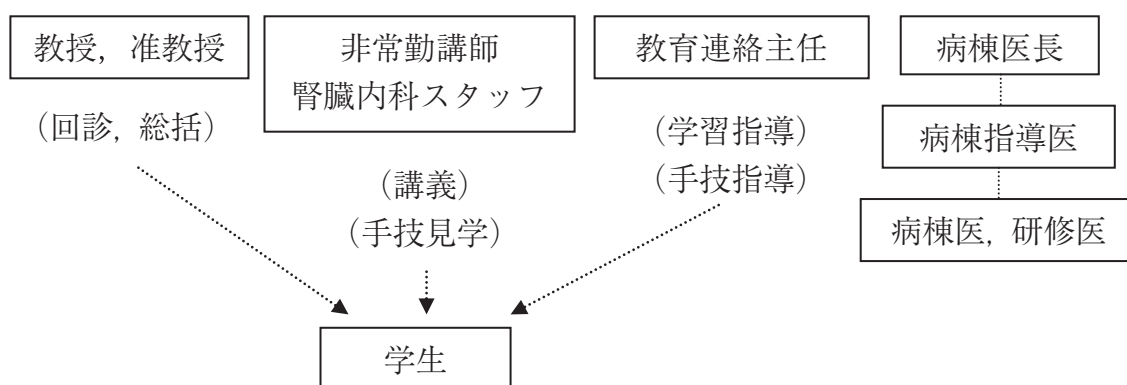 教授，准教授
（回診，総括）
非常勤講師
腎臓内科スタッフ
（講義）
（手技見学）
教育連絡主任
（学習指導）
（手技指導）
病棟医長
病棟指導医
病棟医，研修医
学生